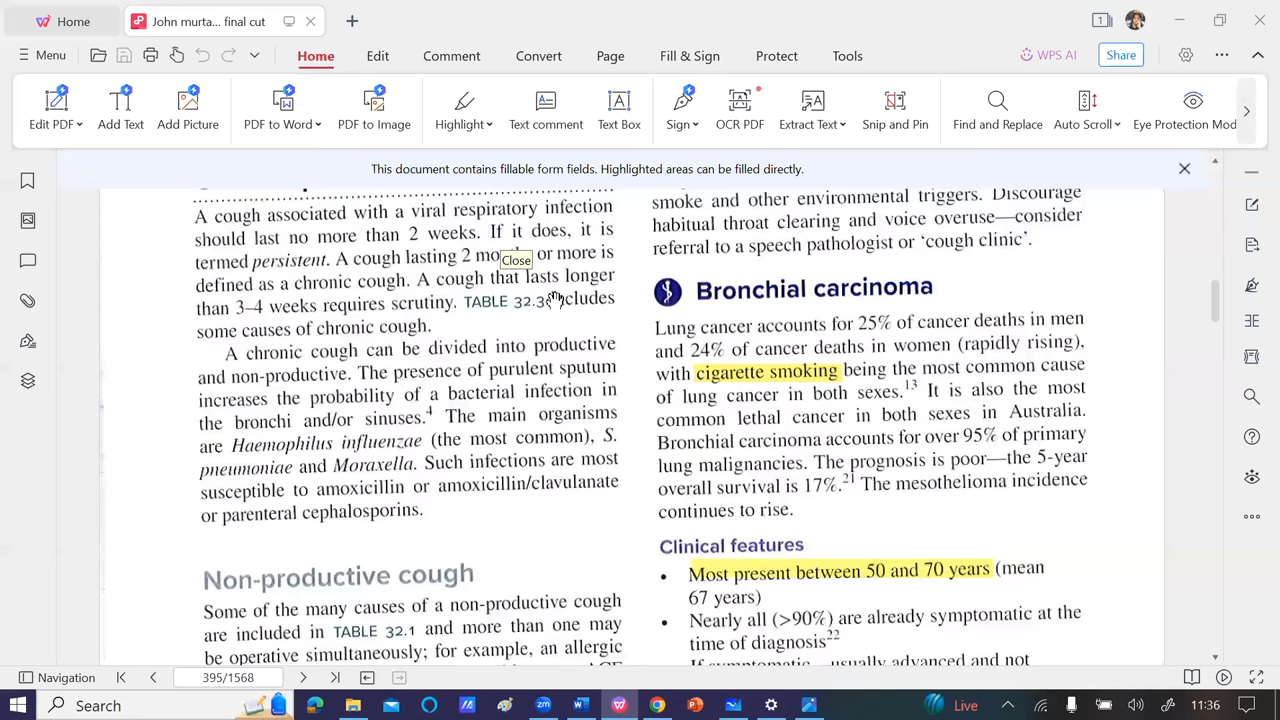 Home
John murta... final cut
1
Menu
Home
Edit
Comment
Convert
Page
Fill & Sign
Protect
Tools
WPS AI
Share
Edit PDF
Add Text
Add Picture
PDF to Word
PDF to Image
Highlight
Text comment
Text Box
Sign
OCR PDF
Extract Text
Snip and Pin
Find and Replace
Auto Scroll
Eye Protection Mod
This document contains fillable form fields. Highlighted areas can be filled directly.
A cough associated with a viral respiratory infection
should last no more than 2 weeks. If it does, it is
termed persistent. A cough lasting 2 mo or more is
Close
defined as a chronic cough. A cough that lasts longer
than 3–4 weeks requires scrutiny. TABLE 32.3 includes
some causes of chronic cough.
A chronic cough can be divided into productive
and non-productive. The presence of purulent sputum
increases the probability of a bacterial infection in
the bronchi and/or sinuses.4 The main organisms
are Haemophilus influenzae (the most common), S.
pneumoniae and Moraxella. Such infections are most
susceptible to amoxicillin or amoxicillin/clavulanate
or parenteral cephalosporins.
Non-productive cough
Some of the many causes of a non-productive cough
are included in TABLE 32.1 and more than one may
be operative simultaneously; for example, an allergic
smoke and other environmental triggers. Discourage
habitual throat clearing and voice overuse—consider
referral to a speech pathologist or ‘cough clinic’.
Bronchial carcinoma
Lung cancer accounts for 25% of cancer deaths in men
and 24% of cancer deaths in women (rapidly rising),
with cigarette smoking being the most common cause
of lung cancer in both sexes.13 It is also the most
common lethal cancer in both sexes in Australia.
Bronchial carcinoma accounts for over 95% of primary
lung malignancies. The prognosis is poor—the 5-year
overall survival is 17%.21 The mesothelioma incidence
continues to rise.
Clinical features
• Most present between 50 and 70 years (mean
67 years)
• Nearly all (>90%) are already symptomatic at the
time of diagnosis22
If symptomatic usually advanced and not
Navigation
395/1568
Search
Live
11:36